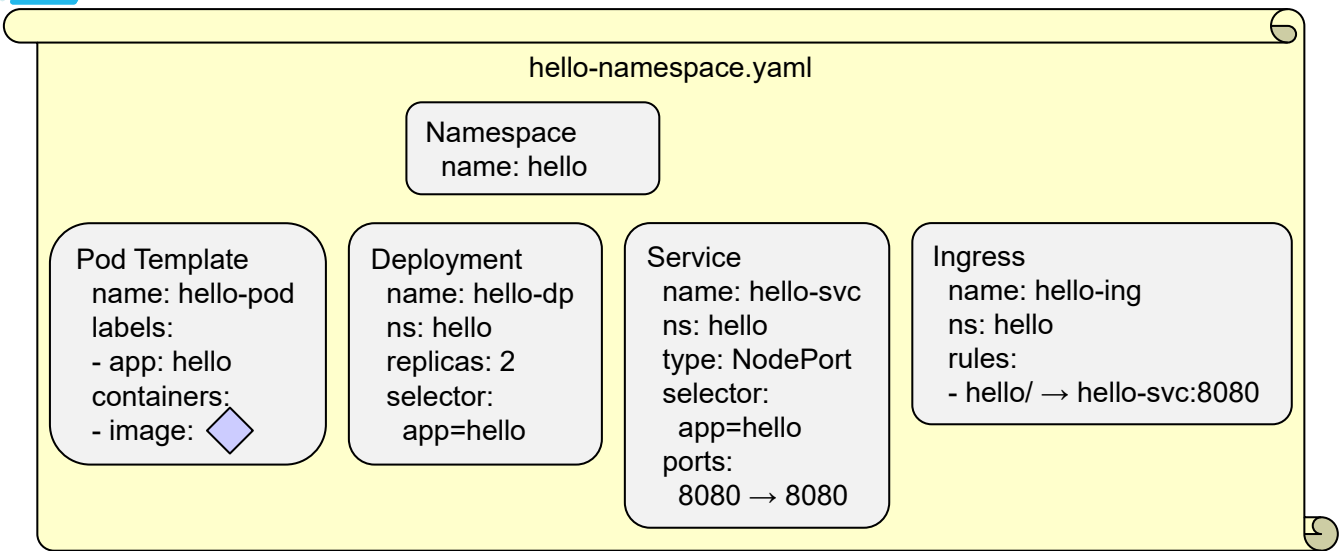 hello-namespace.yaml
Namespace
name: hello
Pod Template
name: hello-pod
labels:
- app: hello
containers:
- image:
Deployment
name: hello-dp
ns: hello
replicas: 2
selector:
app=hello
Service
name: hello-svc
ns: hello
type: NodePort
selector:
app=hello
ports:
8080 → 8080
Ingress
name: hello-ing
ns: hello
rules:
- hello/ → hello-svc:8080